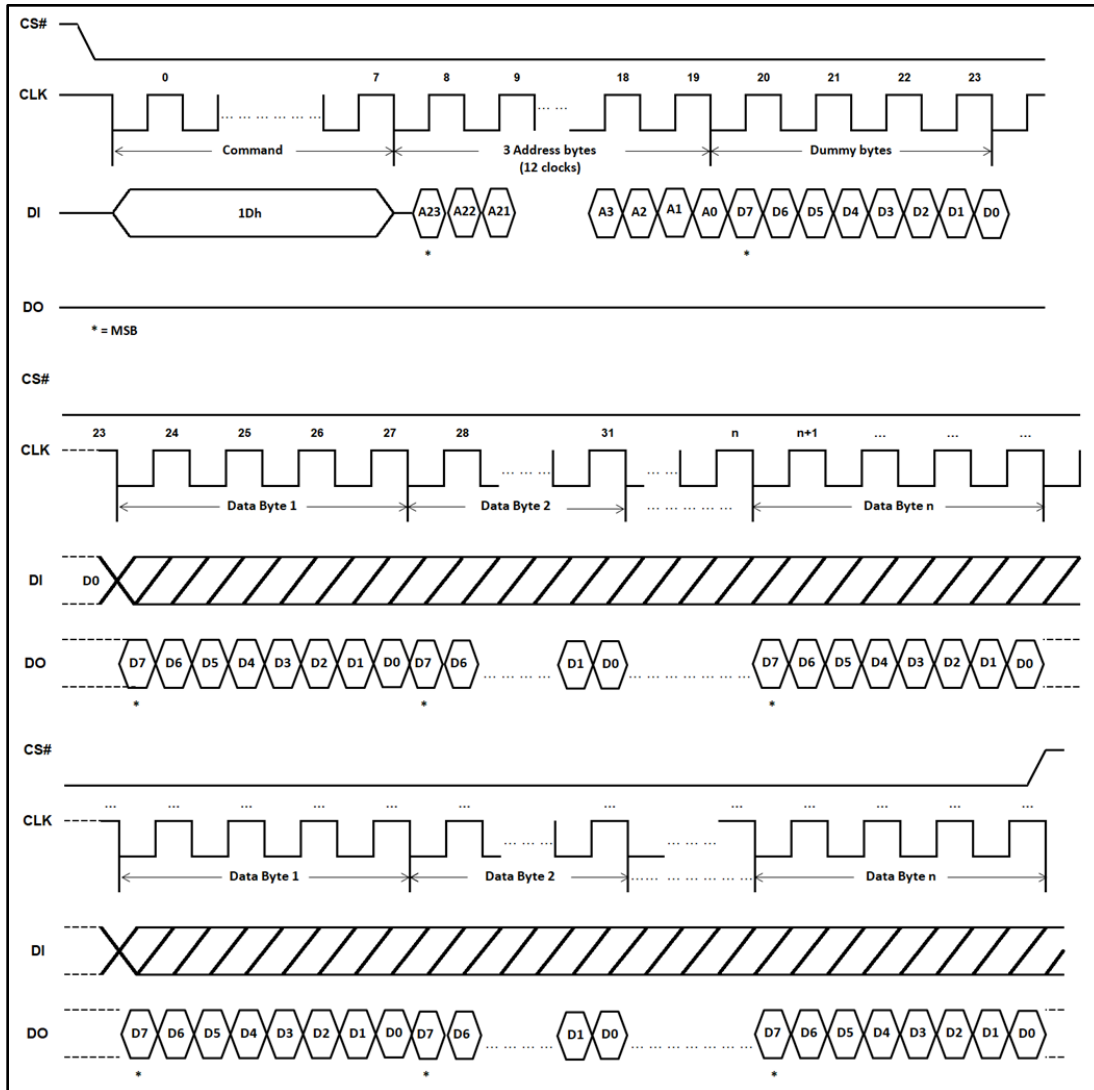 CS#
0 7 8 9 18 19 20 21 22 23
CLK … … … … … … … …
Command 3 Address bytes Dummy bytes
(12 clocks)
DI 1Dh A23 A22 A21 A3 A2 A1 A0 D7 D6 D5 D4 D3 D2 D1 D0
* *
DO
* = MSB
CS#
23 24 25 26 27 28 31 n n+1 … … …
CLK … … … … … …
Data Byte 1 Data Byte 2 … … … … … Data Byte n
DI D0
DO D7 D6 D5 D4 D3 D2 D1 D0 D7 D6 … … … … D1 D0 … … … … … … … D7 D6 D5 D4 D3 D2 D1 D0
* * *
CS#
… … … … … … … … … … … …
CLK … … … … … …
Data Byte 1 Data Byte 2 …… … … … … … Data Byte n
DI
DO D7 D6 D5 D4 D3 D2 D1 D0 D7 D6 … … … … D1 D0 … … … … … … … D7 D6 D5 D4 D3 D2 D1 D0
* * *